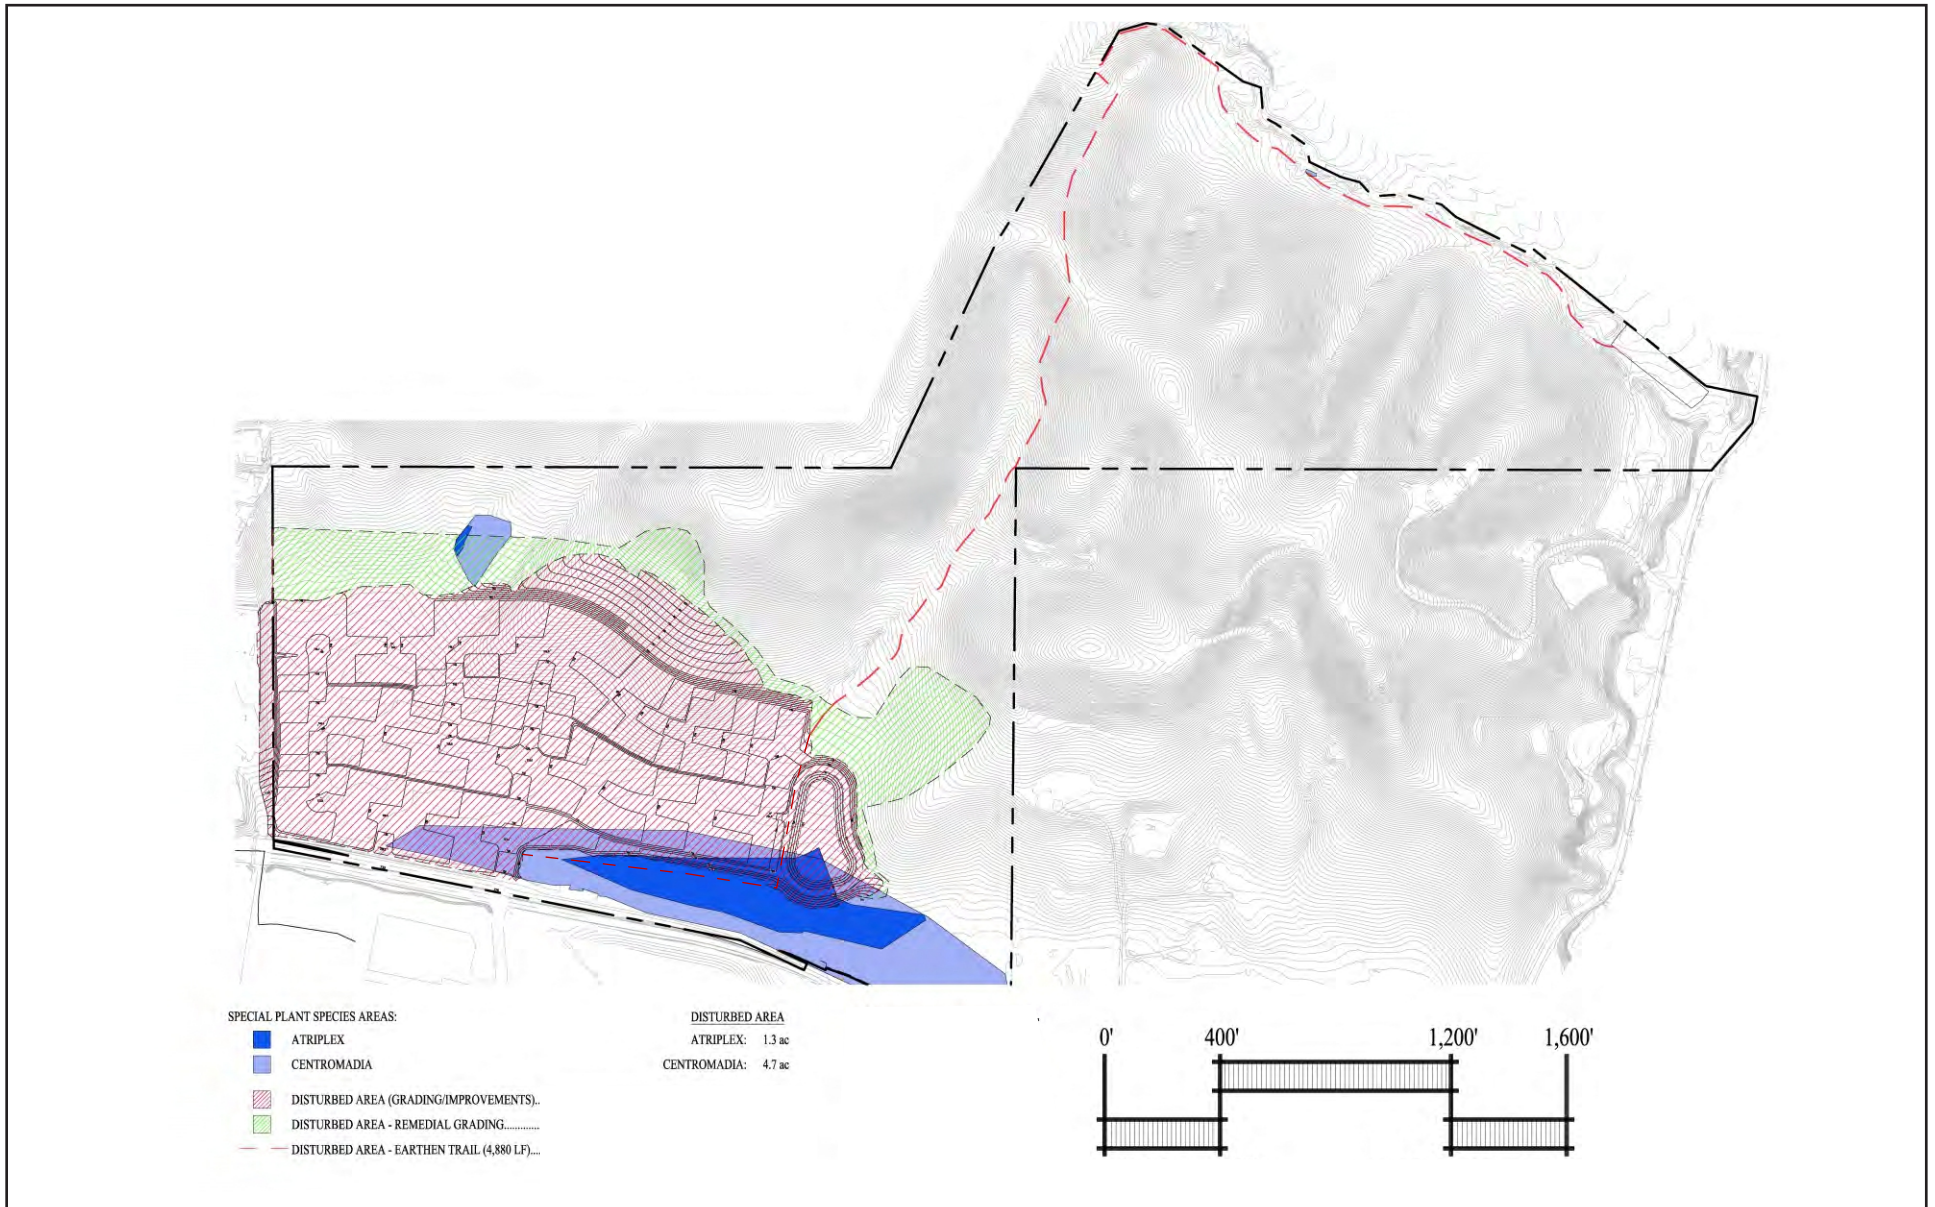 SPECIAL PLANT SPECIES AREAS:
ATRIPLEX
CENTROMADIA
DISTURBED AREA (GRADING/IMPROVEMENTS)..
DISTURBED AREA - REMEDIAL GRADING.............
DISTURBED AREA - EARTHEN TRAIL (4,880 LF)....
DISTURBED AREA
ATRIPLEX: 1.3 ac
CENTROMADIA: 4.7 ac
0' 400' 1,200' 1,600'